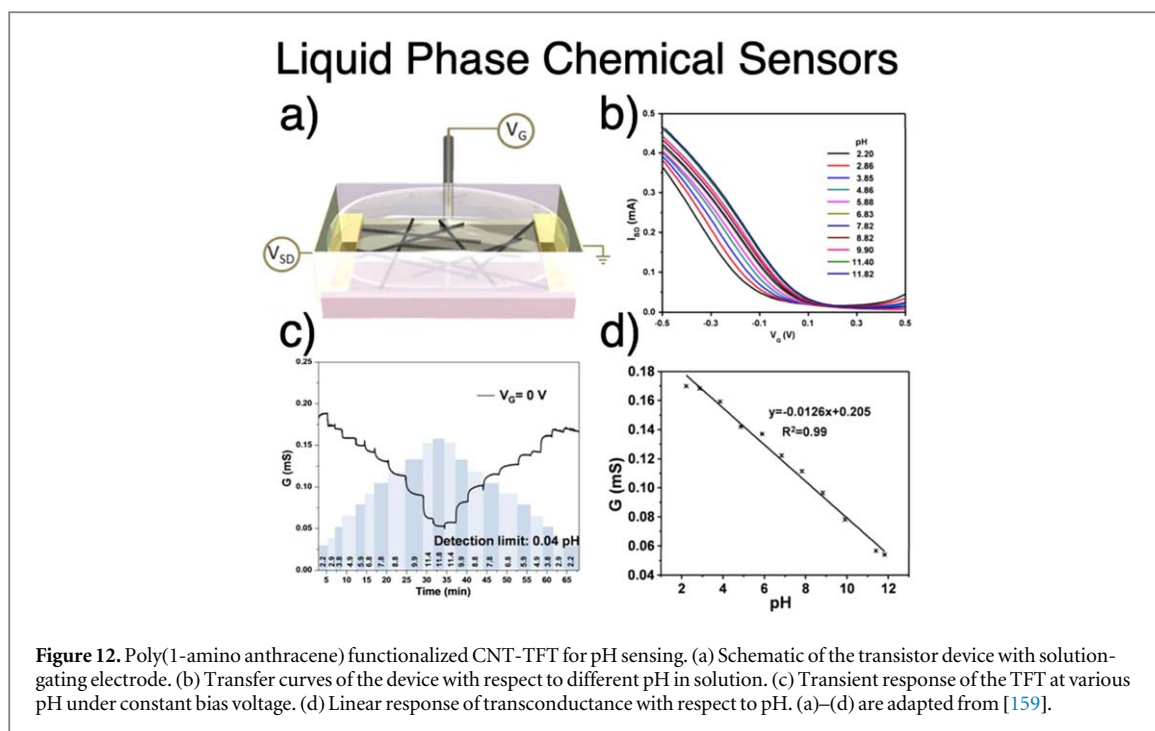 Liquid Phase Chemical Sensors
a)
V_G
V_SD
b)
0.5
0.4
0.3
0.2
0.1
0.0
I_SD (mA)
-0.5 -0.3 -0.1 0.1 0.3 0.5
V_G (V)
pH
2.20
2.86
3.85
4.86
5.88
6.83
7.82
8.82
9.90
11.40
11.82
c)
0.25
0.20
0.15
0.10
0.05
0.00
G (mS)
V_G= 0 V
Detection limit: 0.04 pH
2.2 2.9 3.8 4.9 5.9 6.8 7.8 8.8 9.9 11.4 11.8 11.4 9.9 8.8 7.8 6.8 5.9 4.9 3.8 2.9 2.2
5 10 15 20 25 30 35 40 45 50 55 60 65
Time (min)
d)
0.18
0.16
0.14
0.12
0.10
0.08
0.06
0.04
G (mS)
y=-0.0126x+0.205
R²=0.99
2 4 6 8 10 12
pH
Figure 12. Poly(1-amino anthracene) functionalized CNT-TFT for pH sensing. (a) Schematic of the transistor device with solution-
gating electrode. (b) Transfer curves of the device with respect to different pH in solution. (c) Transient response of the TFT at various
pH under constant bias voltage. (d) Linear response of transconductance with respect to pH. (a)–(d) are adapted from [159].